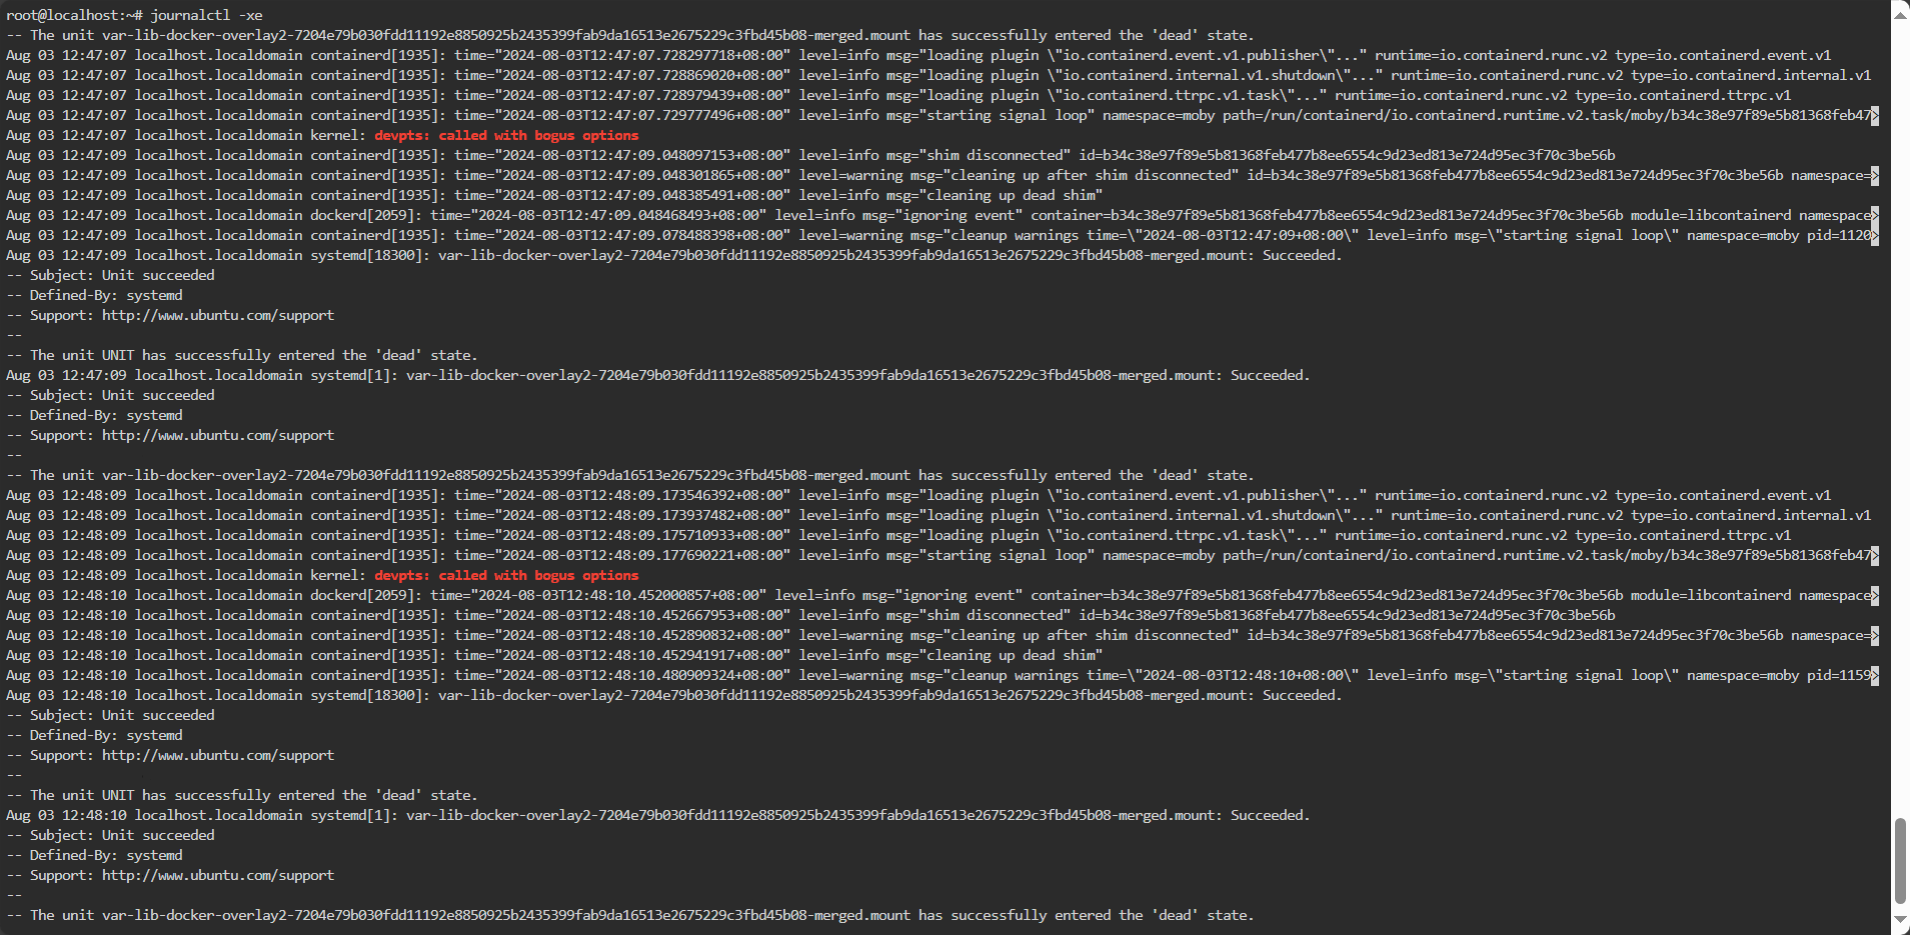 root@localhost:~# journalctl -xe
-- The unit var-lib-docker-overlay2-7204e79b030fdd11192e8850925b2435399fab9da16513e2675229c3fbd45b08-merged.mount has successfully entered the 'dead' state.
Aug 03 12:47:07 localhost.localdomain containerd[1935]: time="2024-08-03T12:47:07.728297718+08:00" level=info msg="loading plugin \"io.containerd.event.v1.publisher\"..." runtime=io.containerd.runc.v2 type=io.containerd.event.v1
Aug 03 12:47:07 localhost.localdomain containerd[1935]: time="2024-08-03T12:47:07.728869020+08:00" level=info msg="loading plugin \"io.containerd.internal.v1.shutdown\"..." runtime=io.containerd.runc.v2 type=io.containerd.internal.v1
Aug 03 12:47:07 localhost.localdomain containerd[1935]: time="2024-08-03T12:47:07.728979439+08:00" level=info msg="loading plugin \"io.containerd.ttrpc.v1.task\"..." runtime=io.containerd.runc.v2 type=io.containerd.ttrpc.v1
Aug 03 12:47:07 localhost.localdomain containerd[1935]: time="2024-08-03T12:47:07.729777496+08:00" level=info msg="starting signal loop" namespace=moby path=/run/containerd/io.containerd.runtime.v2.task/moby/b34c38e97f89e5b81368feb47>
Aug 03 12:47:07 localhost.localdomain kernel: devpts: called with bogus options
Aug 03 12:47:09 localhost.localdomain containerd[1935]: time="2024-08-03T12:47:09.048097153+08:00" level=info msg="shim disconnected" id=b34c38e97f89e5b81368feb477b8ee6554c9d23ed813e724d95ec3f70c3be56b
Aug 03 12:47:09 localhost.localdomain containerd[1935]: time="2024-08-03T12:47:09.048301865+08:00" level=warning msg="cleaning up after shim disconnected" id=b34c38e97f89e5b81368feb477b8ee6554c9d23ed813e724d95ec3f70c3be56b namespace=>
Aug 03 12:47:09 localhost.localdomain containerd[1935]: time="2024-08-03T12:47:09.048385491+08:00" level=info msg="cleaning up dead shim"
Aug 03 12:47:09 localhost.localdomain dockerd[2059]: time="2024-08-03T12:47:09.048468493+08:00" level=info msg="ignoring event" container=b34c38e97f89e5b81368feb477b8ee6554c9d23ed813e724d95ec3f70c3be56b module=libcontainerd namespace>
Aug 03 12:47:09 localhost.localdomain containerd[1935]: time="2024-08-03T12:47:09.078488398+08:00" level=warning msg="cleanup warnings time=\"2024-08-03T12:47:09+08:00\" level=info msg=\"starting signal loop\" namespace=moby pid=1120>
Aug 03 12:47:09 localhost.localdomain systemd[18300]: var-lib-docker-overlay2-7204e79b030fdd11192e8850925b2435399fab9da16513e2675229c3fbd45b08-merged.mount: Succeeded.
-- Subject: Unit succeeded
-- Defined-By: systemd
-- Support: http://www.ubuntu.com/support
--
-- The unit UNIT has successfully entered the 'dead' state.
Aug 03 12:47:09 localhost.localdomain systemd[1]: var-lib-docker-overlay2-7204e79b030fdd11192e8850925b2435399fab9da16513e2675229c3fbd45b08-merged.mount: Succeeded.
-- Subject: Unit succeeded
-- Defined-By: systemd
-- Support: http://www.ubuntu.com/support
--
-- The unit var-lib-docker-overlay2-7204e79b030fdd11192e8850925b2435399fab9da16513e2675229c3fbd45b08-merged.mount has successfully entered the 'dead' state.
Aug 03 12:48:09 localhost.localdomain containerd[1935]: time="2024-08-03T12:48:09.173546392+08:00" level=info msg="loading plugin \"io.containerd.event.v1.publisher\"..." runtime=io.containerd.runc.v2 type=io.containerd.event.v1
Aug 03 12:48:09 localhost.localdomain containerd[1935]: time="2024-08-03T12:48:09.173937482+08:00" level=info msg="loading plugin \"io.containerd.internal.v1.shutdown\"..." runtime=io.containerd.runc.v2 type=io.containerd.internal.v1
Aug 03 12:48:09 localhost.localdomain containerd[1935]: time="2024-08-03T12:48:09.175710933+08:00" level=info msg="loading plugin \"io.containerd.ttrpc.v1.task\"..." runtime=io.containerd.runc.v2 type=io.containerd.ttrpc.v1
Aug 03 12:48:09 localhost.localdomain containerd[1935]: time="2024-08-03T12:48:09.177690221+08:00" level=info msg="starting signal loop" namespace=moby path=/run/containerd/io.containerd.runtime.v2.task/moby/b34c38e97f89e5b81368feb47>
Aug 03 12:48:09 localhost.localdomain kernel: devpts: called with bogus options
Aug 03 12:48:10 localhost.localdomain dockerd[2059]: time="2024-08-03T12:48:10.452000857+08:00" level=info msg="ignoring event" container=b34c38e97f89e5b81368feb477b8ee6554c9d23ed813e724d95ec3f70c3be56b module=libcontainerd namespace>
Aug 03 12:48:10 localhost.localdomain containerd[1935]: time="2024-08-03T12:48:10.452667953+08:00" level=info msg="shim disconnected" id=b34c38e97f89e5b81368feb477b8ee6554c9d23ed813e724d95ec3f70c3be56b
Aug 03 12:48:10 localhost.localdomain containerd[1935]: time="2024-08-03T12:48:10.452890832+08:00" level=warning msg="cleaning up after shim disconnected" id=b34c38e97f89e5b81368feb477b8ee6554c9d23ed813e724d95ec3f70c3be56b namespace=>
Aug 03 12:48:10 localhost.localdomain containerd[1935]: time="2024-08-03T12:48:10.452941917+08:00" level=info msg="cleaning up dead shim"
Aug 03 12:48:10 localhost.localdomain containerd[1935]: time="2024-08-03T12:48:10.480909324+08:00" level=warning msg="cleanup warnings time=\"2024-08-03T12:48:10+08:00\" level=info msg=\"starting signal loop\" namespace=moby pid=1159>
Aug 03 12:48:10 localhost.localdomain systemd[18300]: var-lib-docker-overlay2-7204e79b030fdd11192e8850925b2435399fab9da16513e2675229c3fbd45b08-merged.mount: Succeeded.
-- Subject: Unit succeeded
-- Defined-By: systemd
-- Support: http://www.ubuntu.com/support
--
-- The unit UNIT has successfully entered the 'dead' state.
Aug 03 12:48:10 localhost.localdomain systemd[1]: var-lib-docker-overlay2-7204e79b030fdd11192e8850925b2435399fab9da16513e2675229c3fbd45b08-merged.mount: Succeeded.
-- Subject: Unit succeeded
-- Defined-By: systemd
-- Support: http://www.ubuntu.com/support
--
-- The unit var-lib-docker-overlay2-7204e79b030fdd11192e8850925b2435399fab9da16513e2675229c3fbd45b08-merged.mount has successfully entered the 'dead' state.